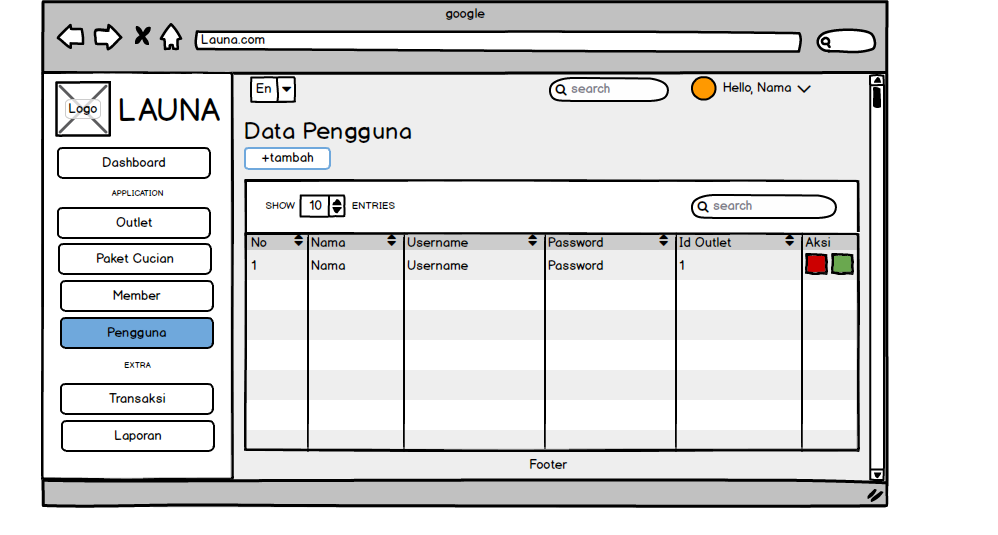 google
Launa.com
Logo
LAUNA
Dashboard
APPLICATION
Outlet
Paket Cucian
Member
Pengguna
EXTRA
Transaksi
Laporan
En
search
Hello, Nama
Data Pengguna
+tambah
SHOW 10 ENTRIES
search
No Nama Username Password Id Outlet Aksi
1 Nama Username Password 1
Footer